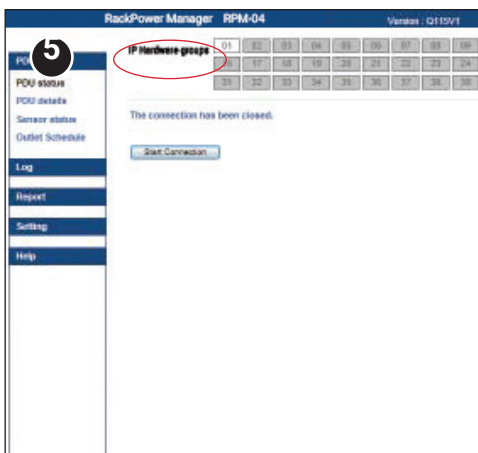 RackPower Manager RPM-04
Version : Q115V1
5
IP Hardware groups
01 02 03 04 05 06 07 08 09
16 17 18 19 20 21 22 23 24
31 32 33 34 35 36 37 38 39
PDU status
PDU details
Sensor status
Outlet Schedule
Log
Report
Setting
Help
The connection has been closed.
Start Connection